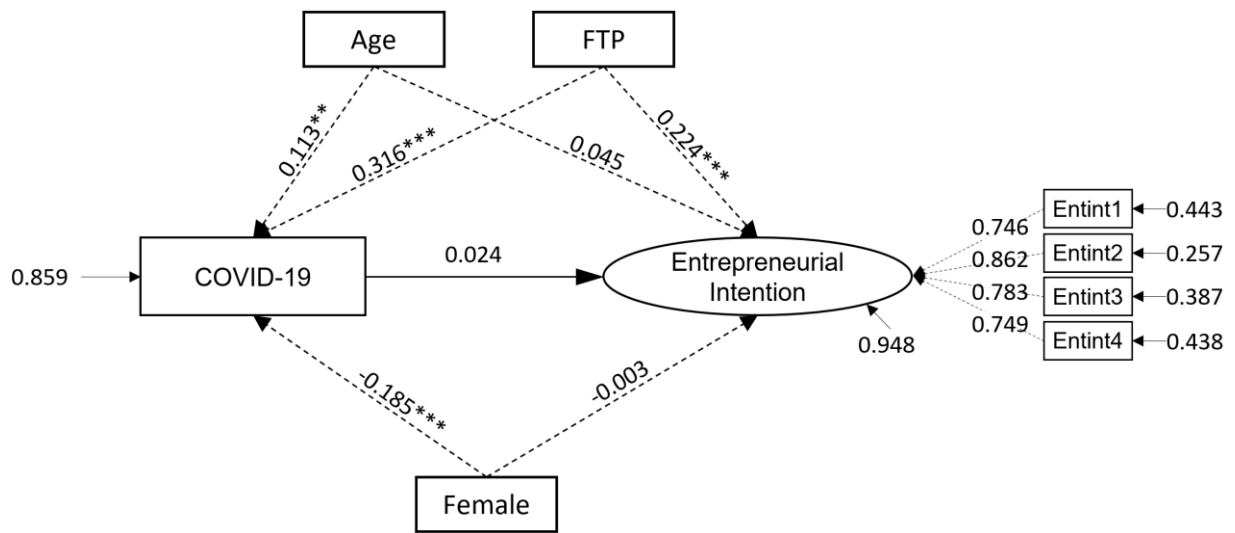 Age
FTP
0.113**
0.316***
0.045
0.224***
0.859
COVID-19
0.024
Entrepreneurial
Intention
0.948
0.746
0.862
0.783
0.749
Entint1
0.443
Entint2
0.257
Entint3
0.387
Entint4
0.438
-0.185***
-0.003
Female